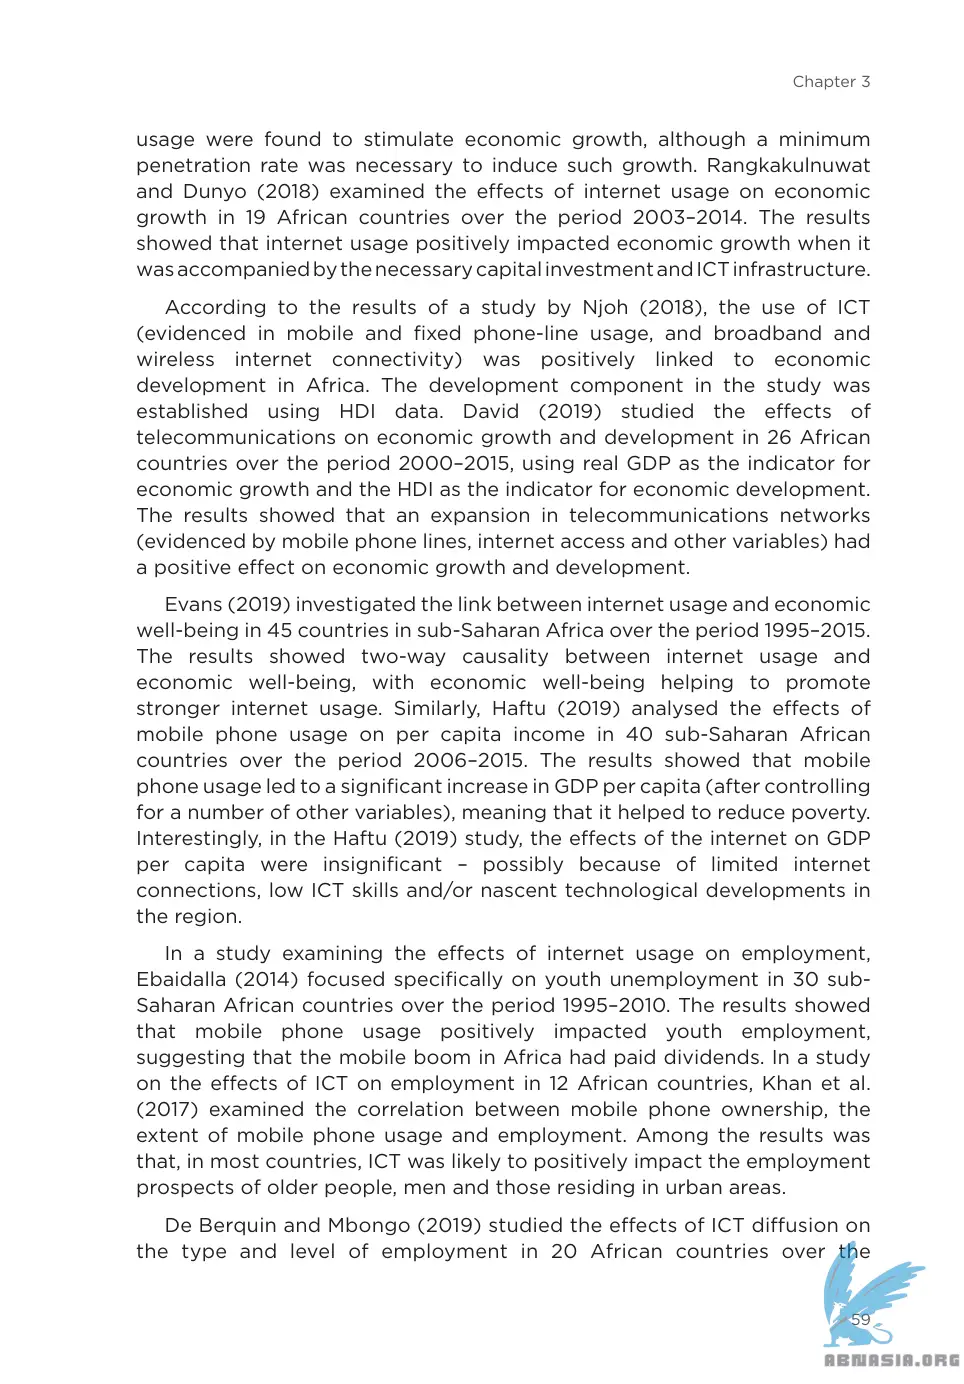 Chapter 3
usage were found to stimulate economic growth, although a minimum
penetration rate was necessary to induce such growth. Rangkakulnuwat
and Dunyo (2018) examined the effects of internet usage on economic
growth in 19 African countries over the period 2003–2014. The results
showed that internet usage positively impacted economic growth when it
was accompanied by the necessary capital investment and ICT infrastructure.
According to the results of a study by Njoh (2018), the use of ICT
(evidenced in mobile and fixed phone-line usage, and broadband and
wireless internet connectivity) was positively linked to economic
development in Africa. The development component in the study was
established using HDI data. David (2019) studied the effects of
telecommunications on economic growth and development in 26 African
countries over the period 2000–2015, using real GDP as the indicator for
economic growth and the HDI as the indicator for economic development.
The results showed that an expansion in telecommunications networks
(evidenced by mobile phone lines, internet access and other variables) had
a positive effect on economic growth and development.
Evans (2019) investigated the link between internet usage and economic
well-being in 45 countries in sub-Saharan Africa over the period 1995–2015.
The results showed two-way causality between internet usage and
economic well-being, with economic well-being helping to promote
stronger internet usage. Similarly, Haftu (2019) analysed the effects of
mobile phone usage on per capita income in 40 sub-Saharan African
countries over the period 2006–2015. The results showed that mobile
phone usage led to a significant increase in GDP per capita (after controlling
for a number of other variables), meaning that it helped to reduce poverty.
Interestingly, in the Haftu (2019) study, the effects of the internet on GDP
per capita were insignificant – possibly because of limited internet
connections, low ICT skills and/or nascent technological developments in
the region.
In a study examining the effects of internet usage on employment,
Ebaidalla (2014) focused specifically on youth unemployment in 30 sub-
Saharan African countries over the period 1995–2010. The results showed
that mobile phone usage positively impacted youth employment,
suggesting that the mobile boom in Africa had paid dividends. In a study
on the effects of ICT on employment in 12 African countries, Khan et al.
(2017) examined the correlation between mobile phone ownership, the
extent of mobile phone usage and employment. Among the results was
that, in most countries, ICT was likely to positively impact the employment
prospects of older people, men and those residing in urban areas.
De Berquin and Mbongo (2019) studied the effects of ICT diffusion on
the type and level of employment in 20 African countries over the
59
ABNASIA.ORG